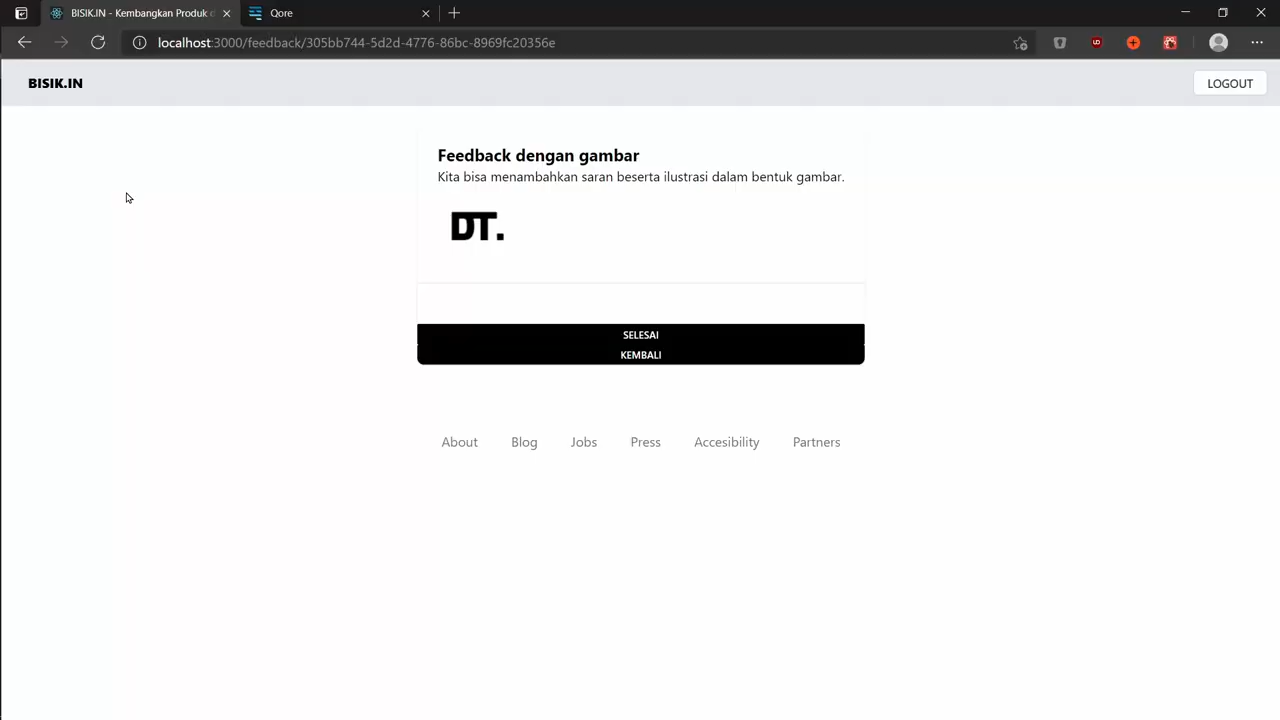 BISIK.IN - Kembangkan Produk
Qore
localhost:3000/feedback/305bb744-5d2d-4776-86bc-8969fc20356e
BISIK.IN
LOGOUT
Feedback dengan gambar
Kita bisa menambahkan saran beserta ilustrasi dalam bentuk gambar.
DT.
SELESAI
KEMBALI
About Blog Jobs Press Accesibility Partners